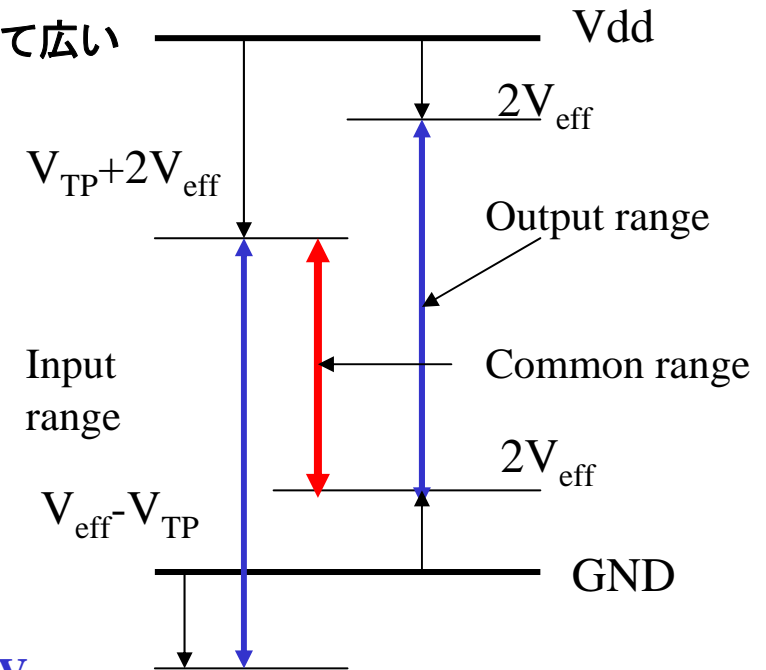 て広い
Vdd
2Veff
VTP+2Veff
Output range
Input
range
Common range
2Veff
Veff-VTP
GND
V